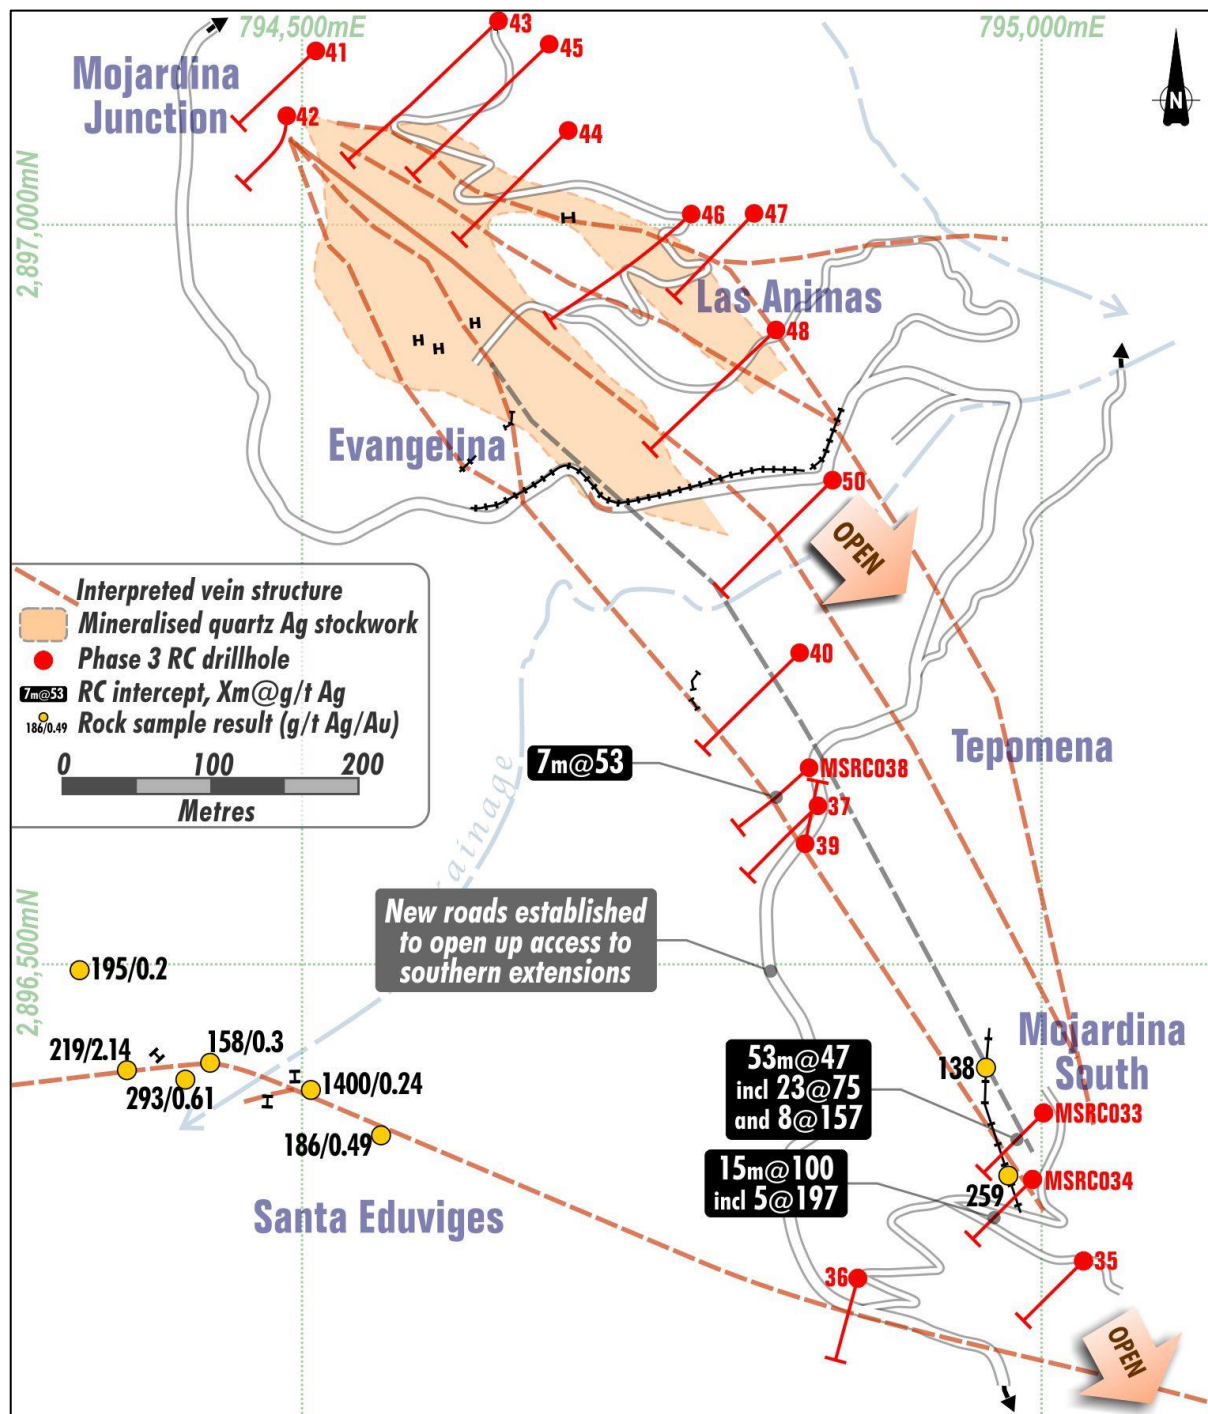 794,500mE
795,000mE
43
45
41
Mojardina
Junction
N
42
44
46
47
2,897,000mN
Las Animas
48
Evangelina
50
OPEN
Interpreted vein structure
Mineralised quartz Ag stockwork
Phase 3 RC drillhole
7m@53 RC intercept, Xm@g/t Ag
186/0.49 Rock sample result (g/t Ag/Au)
0 100 200
Metres
40
Tepomena
7m@53
MSRC038
37
39
ainage
New roads established
to open up access to
southern extensions
2,896,500mN
195/0.2
158/0.3
219/2.14
293/0.61
1400/0.24
186/0.49
Mojardina
South
53m@47
incl 23@75
and 8@157
138
MSRC033
15m@100
incl 5@197
259
MSRC034
Santa Eduviges
36
35
OPEN